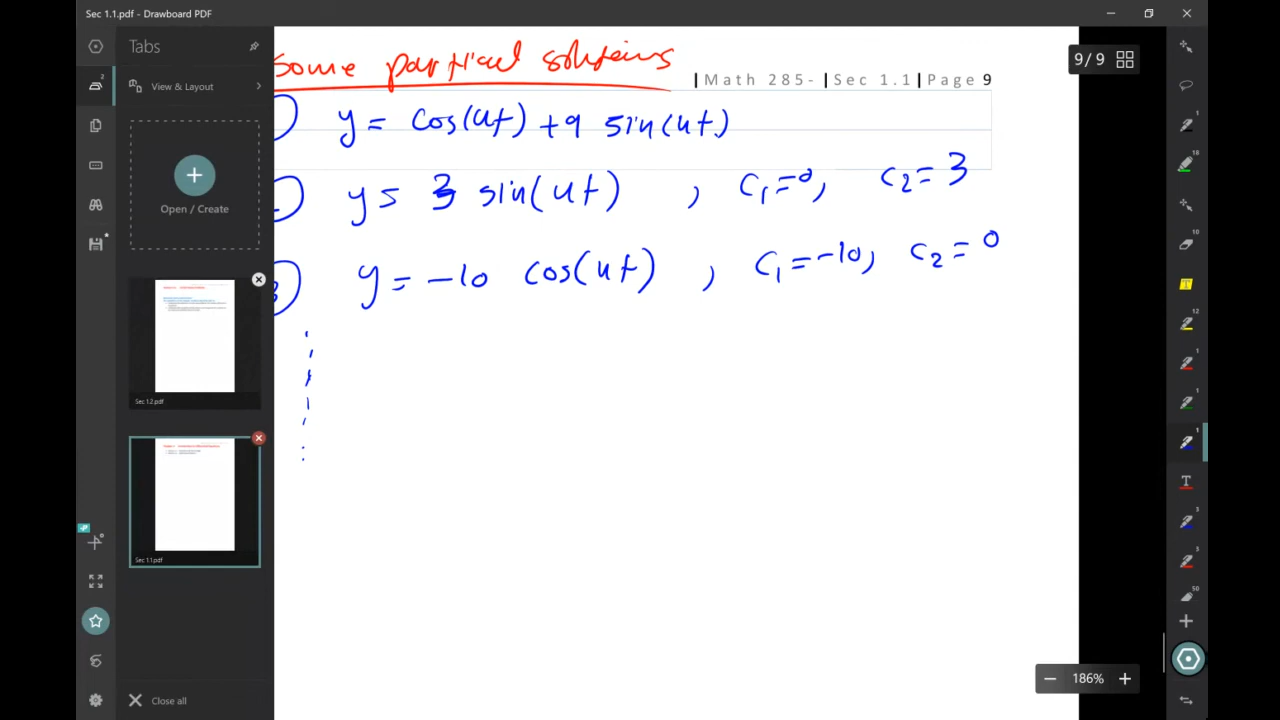 Sec 1.1.pdf - Drawboard PDF
Tabs
View & Layout
Open / Create
Sec 1.2.pdf
Sec 1.1.pdf
Close all
9/9
| Math 285- | Sec 1.1 | Page 9
some partical solutions
y = cos(4t) + 9 sin(4t)
y = 3 sin(4t) , c1 = 0, c2 = 3
y = -10 cos(4t) , c1 = -10, c2 = 0
186%